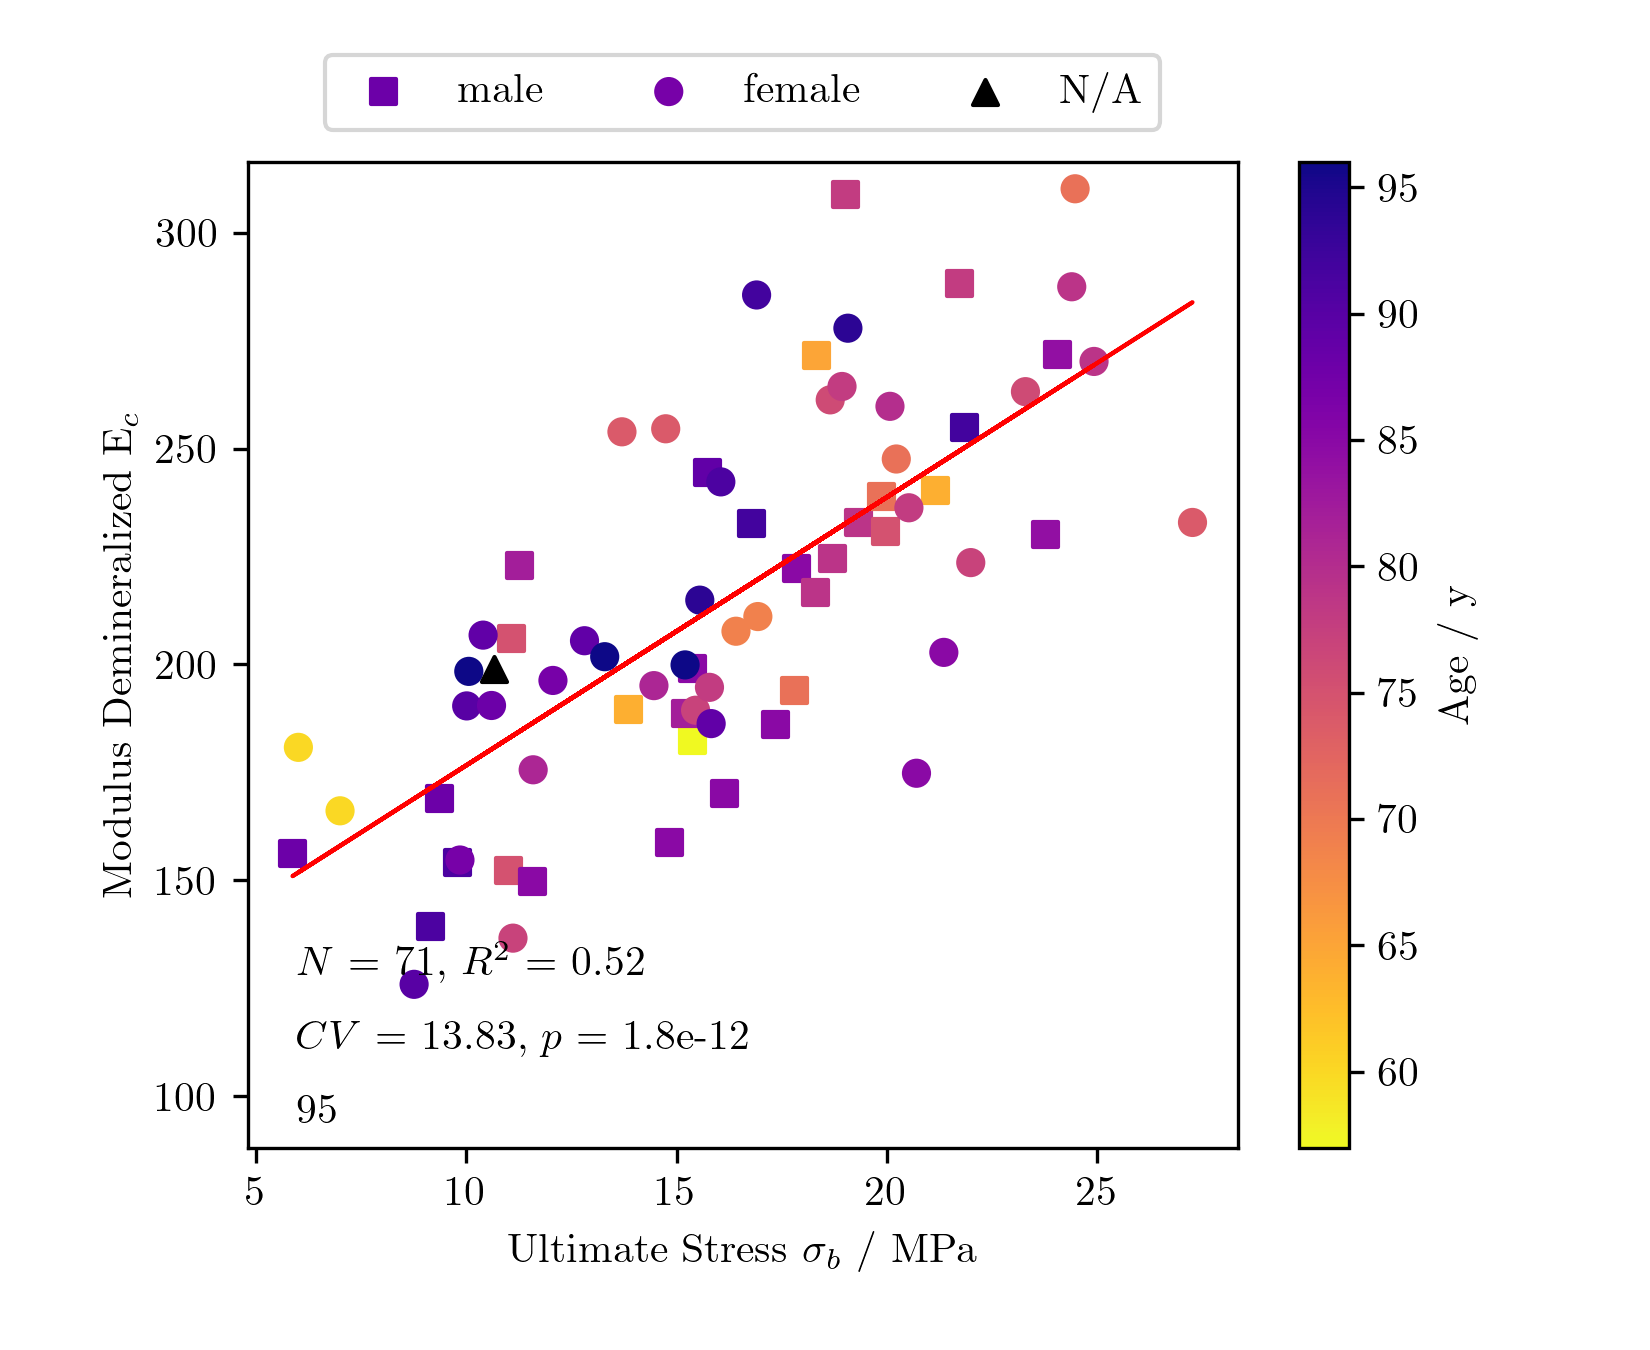 male female N/A
300
250
200
150
100
Modulus Demineralized E_c
N = 71, R² = 0.52
CV = 13.83, p = 1.8e-12
95
5 10 15 20 25
Ultimate Stress σ_b / MPa
95
90
85
80
75
70
65
60
Age / y